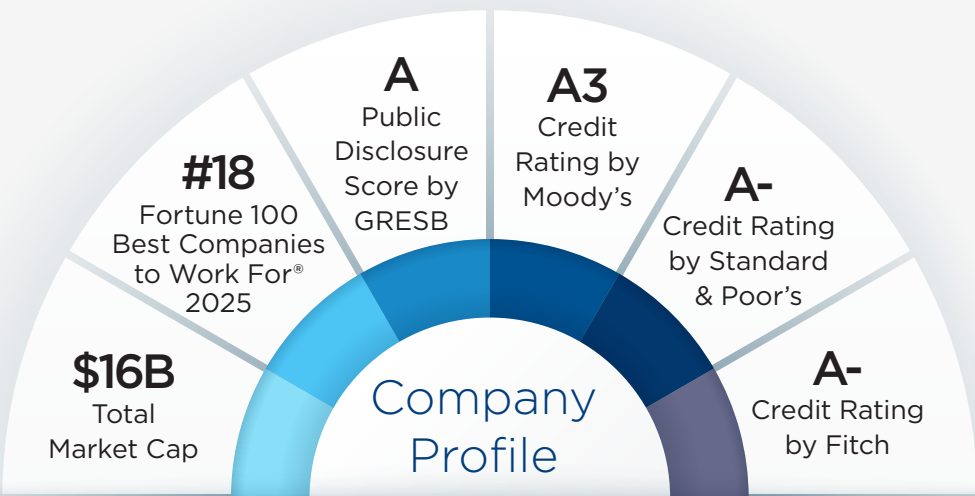 $16B
Total
Market Cap
#18
Fortune 100
Best Companies
to Work For®
2025
A
Public
Disclosure
Score by
GRESB
A3
Credit
Rating by
Moody’s
A-
Credit Rating
by Standard
& Poor’s
A-
Credit Rating
by Fitch
Company
Profile